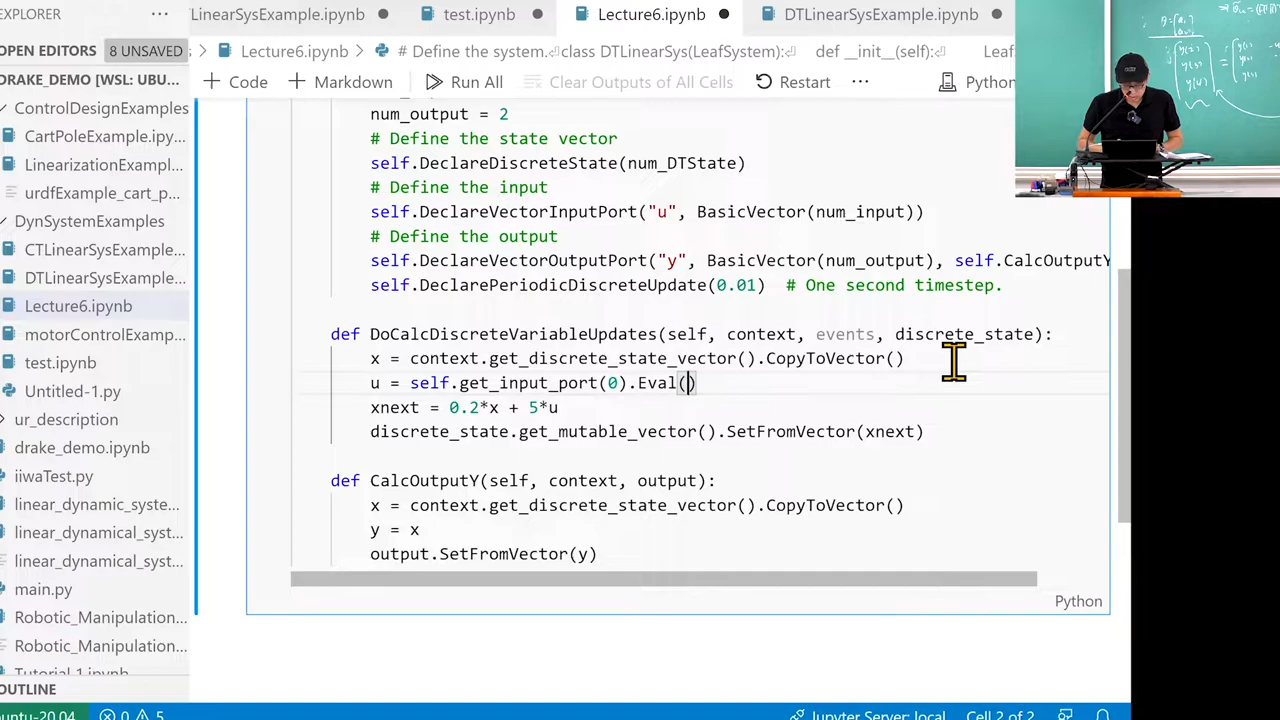 EXPLORER
LinearSysExample.ipynb
test.ipynb
Lecture6.ipynb
DTLinearSysExample.ipynb
OPEN EDITORS 8 UNSAVED
Lecture6.ipynb > # Define the system. > class DTLinearSys(LeafSystem): def __init__(self):
DRAKE_DEMO [WSL: UBU...
+ Code + Markdown Run All Clear Outputs of All Cells Restart ... Python
ControlDesignExamples
CartPoleExample.ipy...
LinearizationExampl...
urdfExample_cart_p...
DynSystemExamples
CTLinearSysExample...
DTLinearSysExample...
Lecture6.ipynb
motorControlExamp...
test.ipynb
Untitled-1.py
ur_description
drake_demo.ipynb
iiwaTest.py
linear_dynamic_syste...
linear_dynamical_syst...
linear_dynamical_syst...
main.py
Robotic_Manipulation...
Robotic_Manipulation...
Tutorial 1.ipynb
OUTLINE
num_output = 2
# Define the state vector
self.DeclareDiscreteState(num_DTState)
# Define the input
self.DeclareVectorInputPort("u", BasicVector(num_input))
# Define the output
self.DeclareVectorOutputPort("y", BasicVector(num_output), self.CalcOutputY
self.DeclarePeriodicDiscreteUpdate(0.01) # One second timestep.
def DoCalcDiscreteVariableUpdates(self, context, events, discrete_state):
x = context.get_discrete_state_vector().CopyToVector()
u = self.get_input_port(0).Eval()
xnext = 0.2*x + 5*u
discrete_state.get_mutable_vector().SetFromVector(xnext)
def CalcOutputY(self, context, output):
x = context.get_discrete_state_vector().CopyToVector()
y = x
output.SetFromVector(y)
Python
0 5
Jupyter Server: local Cell 2 of 2